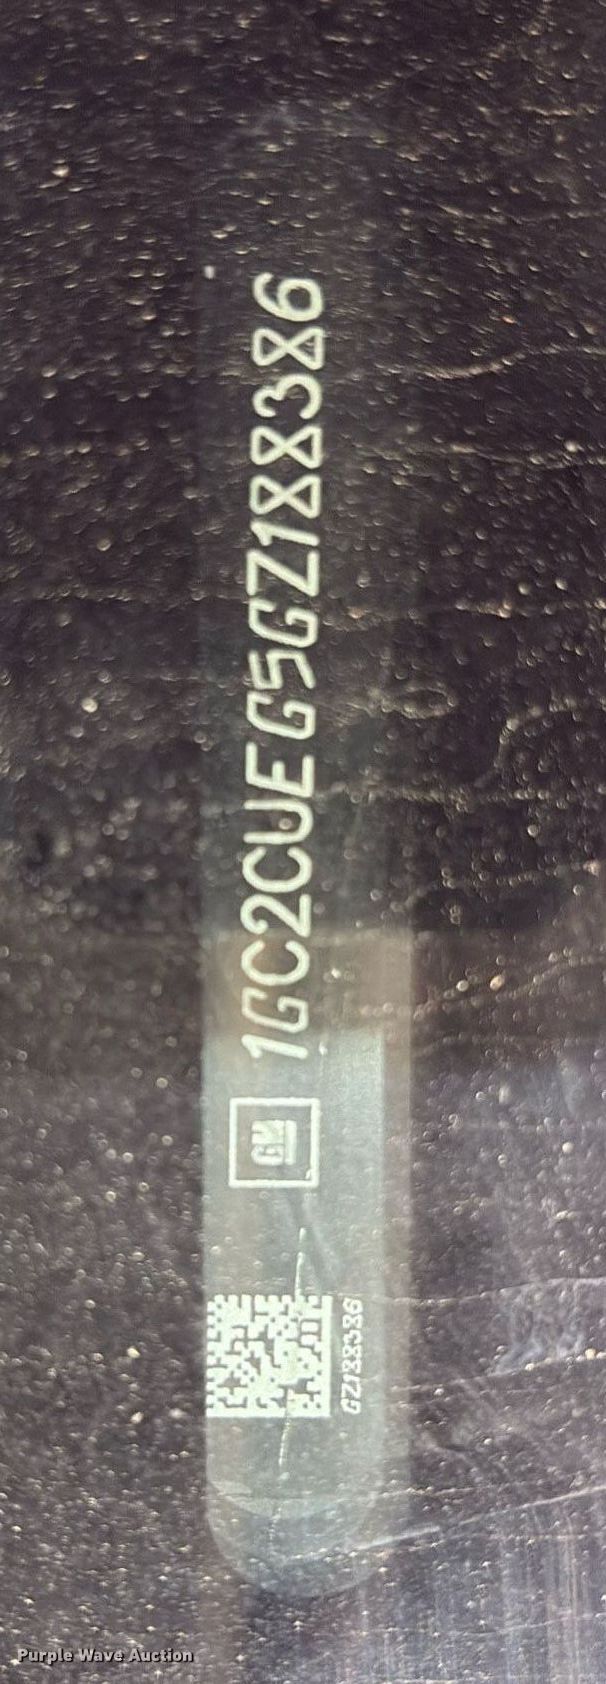 1GC2CUEG5GZ188386
GM
GZ188386
Purple Wave Auction